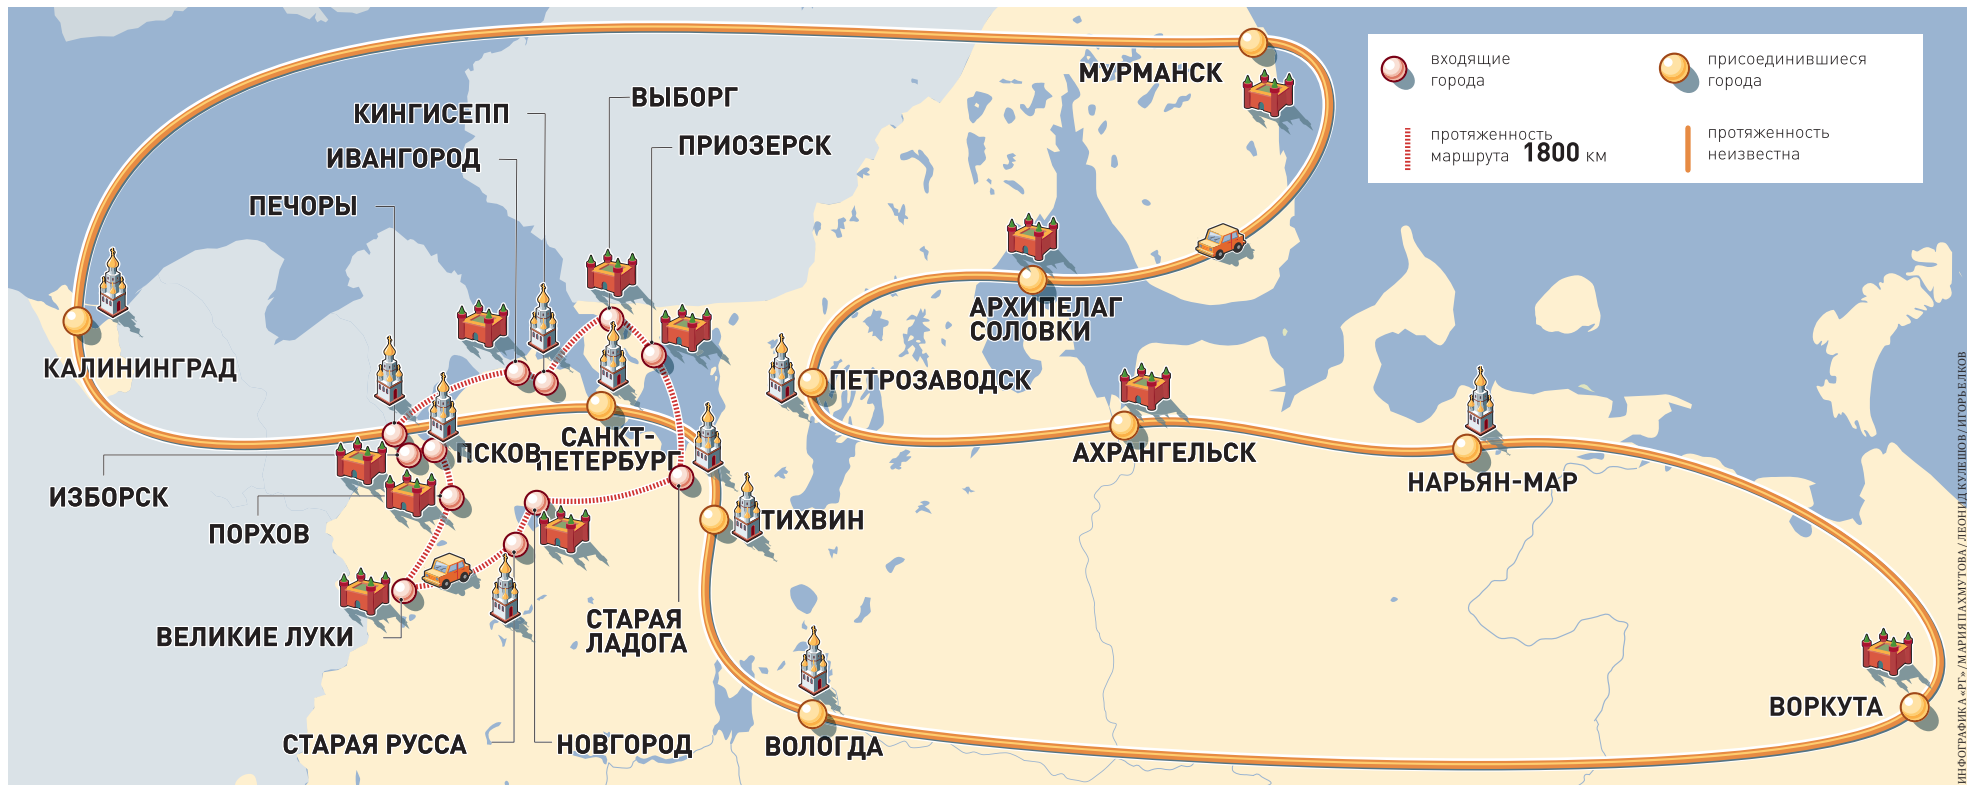 МУРМАНСК
входящие
города
присоединившиеся
города
протяженность
маршрута 1800 км
протяженность
неизвестна
ВЫБОРГ
КИНГИСЕПП
ПРИОЗЕРСК
ИВАНГОРОД
ПЕЧОРЫ
АРХИПЕЛАГ
СОЛОВКИ
КАЛИНИНГРАД
ПЕТРОЗАВОДСК
САНКТ-
ПЕТЕРБУРГ
ПСКОВ
АХРАНГЕЛЬСК
НАРЬЯН-МАР
ИЗБОРСК
ПОРХОВ
ТИХВИН
ВЕЛИКИЕ ЛУКИ
СТАРАЯ
ЛАДОГА
СТАРАЯ РУССА
НОВГОРОД
ВОЛОГДА
ВОРКУТА
ИНФОГРАФИКА «РГ» / МАРИЯ ПАХМУТОВА / ЛЕОНИД КУЛЕШОВ / ИГОРЬ ЕЛКОВ